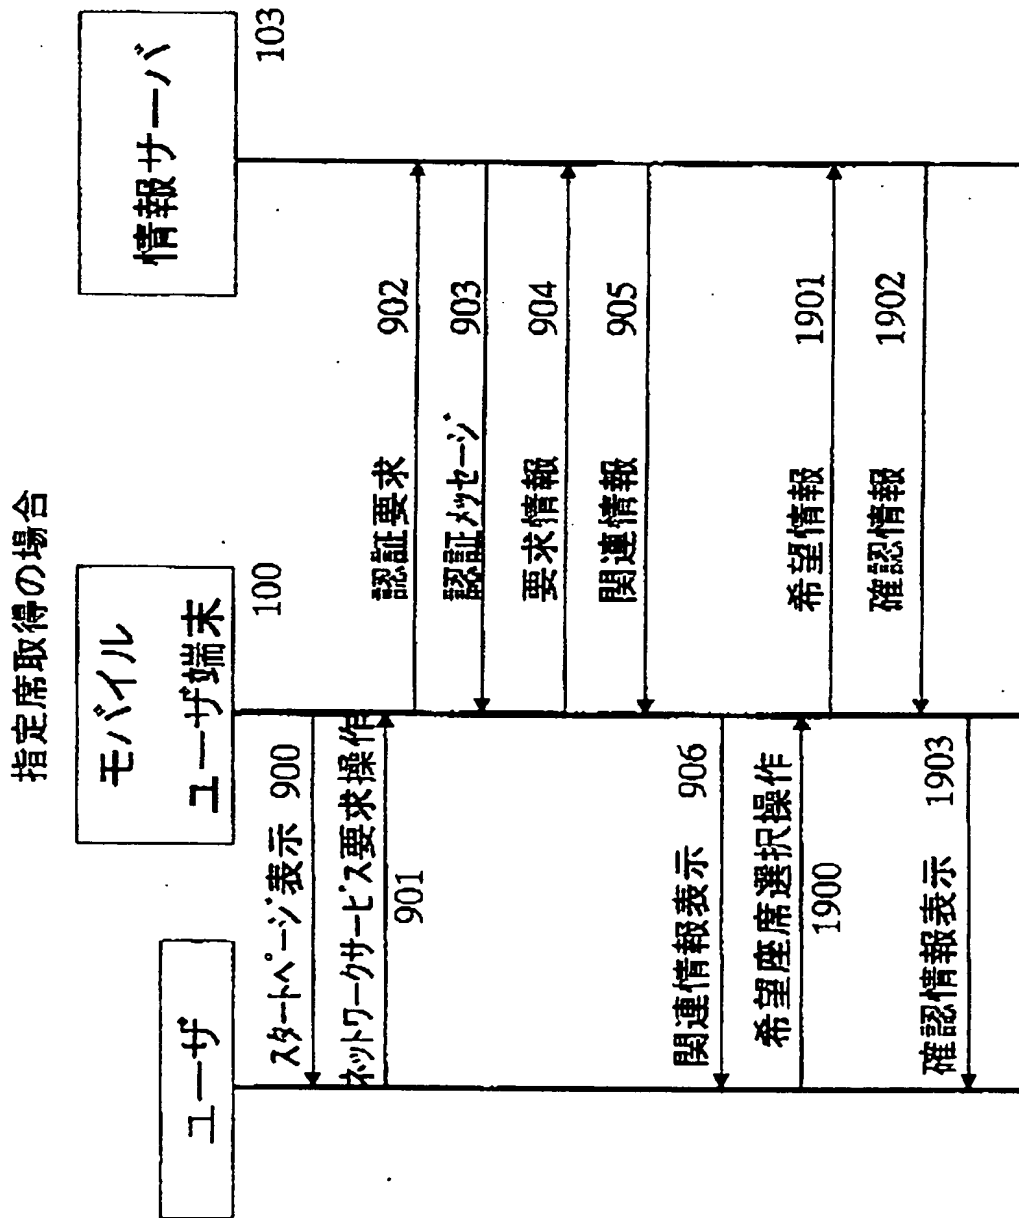 指定席取得の場合
ユーザ
モバイル
ユーザ端末
100
情報サーバ
103
スタートページ表示 900
ネットワークサービス要求操作
901
認証要求 902
認証メッセージ 903
要求情報 904
関連情報 905
関連情報表示 906
希望座席選択操作
1900
希望情報 1901
確認情報 1902
確認情報表示 1903